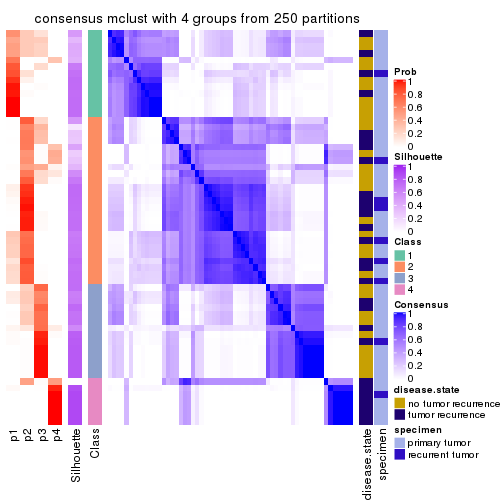 consensus mclust with 4 groups from 250 partitions
Prob
1
0.8
0.6
0.4
0.2
0
Silhouette
1
0.8
0.6
0.4
0.2
0
Class
1
2
3
4
Consensus
1
0.8
0.6
0.4
0.2
0
disease.state
no tumor recurrence
tumor recurrence
specimen
primary tumor
recurrent tumor
p1
p2
p3
p4
Silhouette
Class
disease.state
specimen